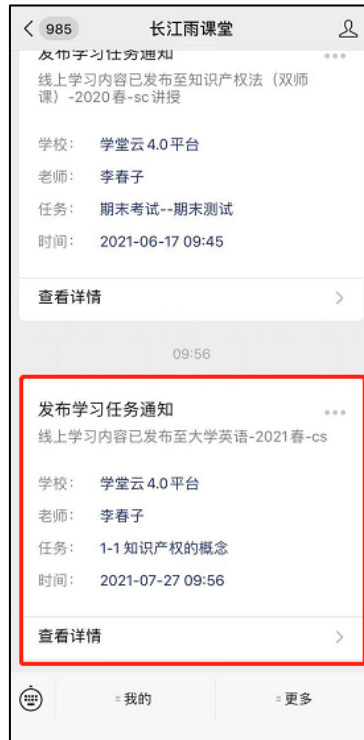 985
长江雨课堂
发布学习任务通知
线上学习内容已发布至知识产权法（双师
课）-2020春-sc讲授
学校： 学堂云4.0平台
老师： 李春子
任务： 期末考试--期末测试
时间： 2021-06-17 09:45
查看详情
09:56
发布学习任务通知
线上学习内容已发布至大学英语-2021春-cs
学校： 学堂云4.0平台
老师： 李春子
任务： 1-1 知识产权的概念
时间： 2021-07-27 09:56
查看详情
我的 更多